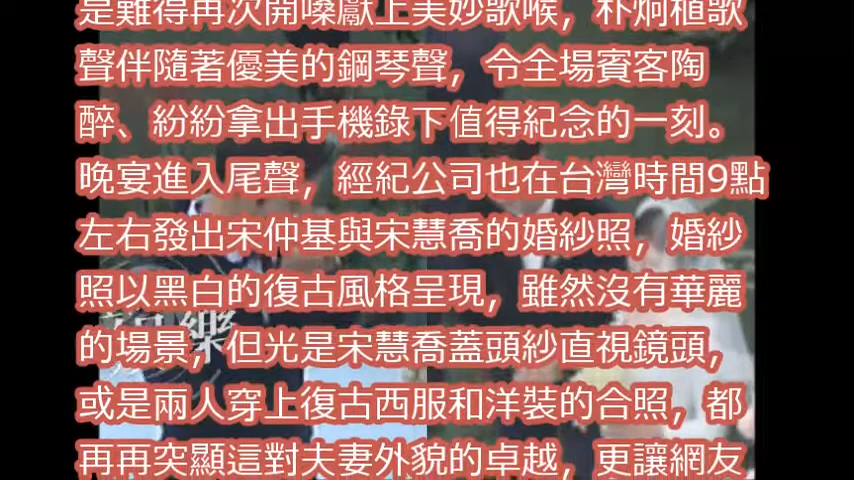 是難得再次開嗓獻上美妙歌喉，朴炯植歌
聲伴隨著優美的鋼琴聲，令全場賓客陶
醉、紛紛拿出手機錄下值得紀念的一刻。
晚宴進入尾聲，經紀公司也在台灣時間9點
左右發出宋仲基與宋慧喬的婚紗照，婚紗
照以黑白的復古風格呈現，雖然沒有華麗
的場景，但光是宋慧喬蓋頭紗直視鏡頭，
或是兩人穿上復古西服和洋裝的合照，都
再再突顯這對夫妻外貌的卓越，更讓網友